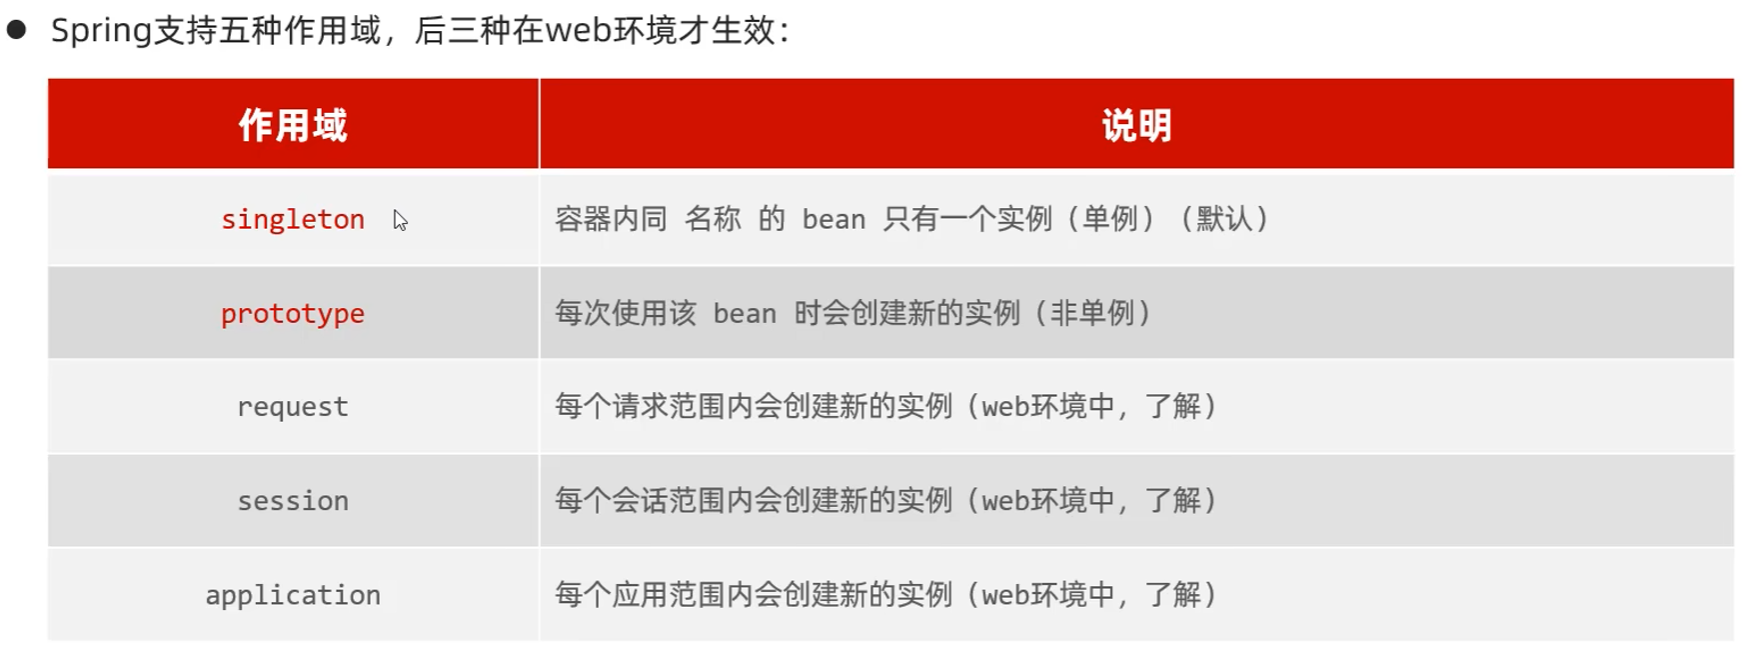 ● Spring支持五种作用域，后三种在web环境才生效：
作用域 说明
singleton 容器内同 名称 的 bean 只有一个实例（单例）（默认）
prototype 每次使用该 bean 时会创建新的实例（非单例）
request 每个请求范围内会创建新的实例（web环境中，了解）
session 每个会话范围内会创建新的实例（web环境中，了解）
application 每个应用范围内会创建新的实例（web环境中，了解）